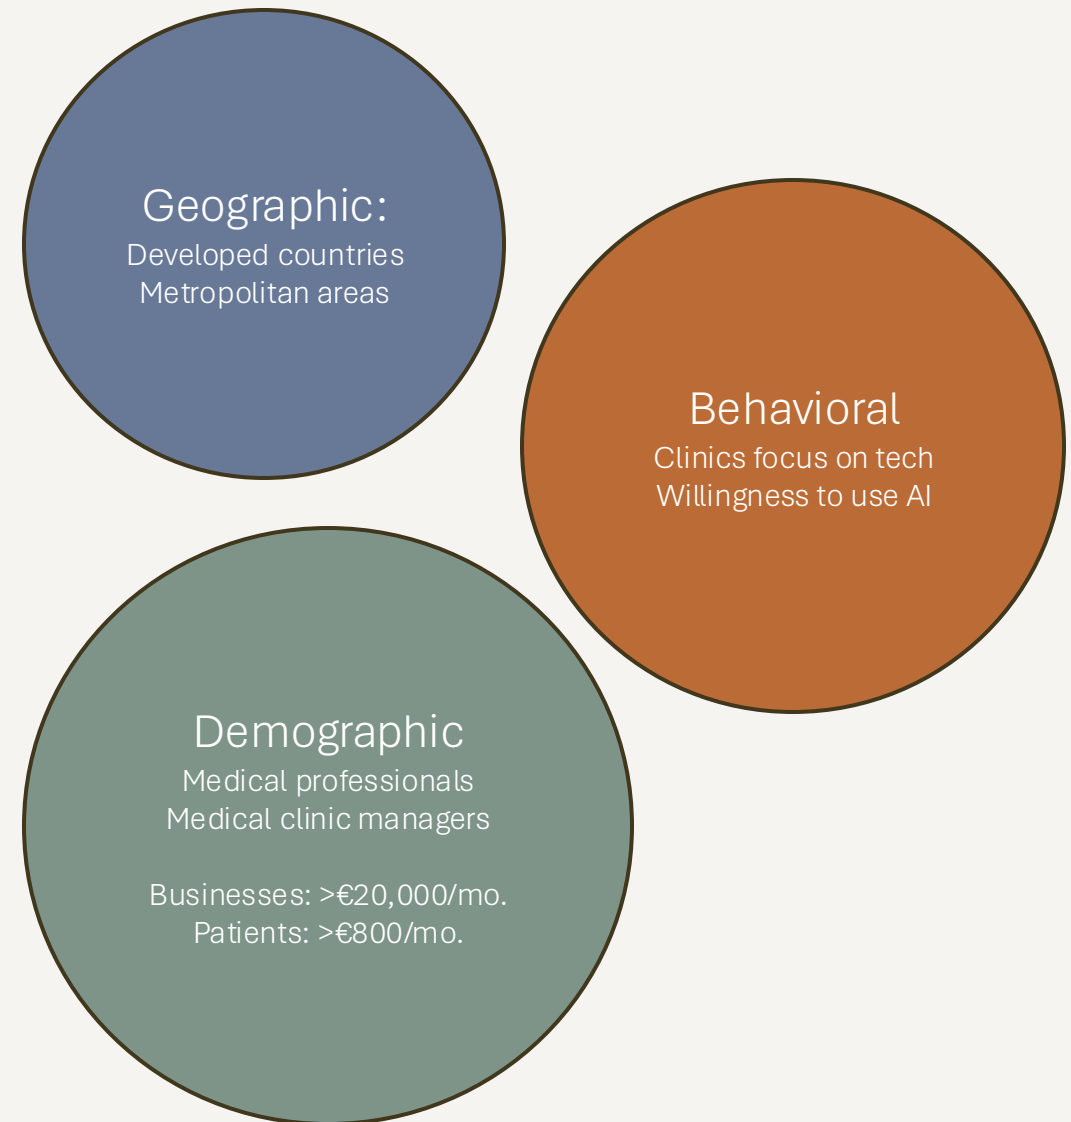 Geographic:
Developed countries
Metropolitan areas
Behavioral
Clinics focus on tech
Willingness to use AI
Demographic
Medical professionals
Medical clinic managers
Businesses: >€20,000/mo.
Patients: >€800/mo.